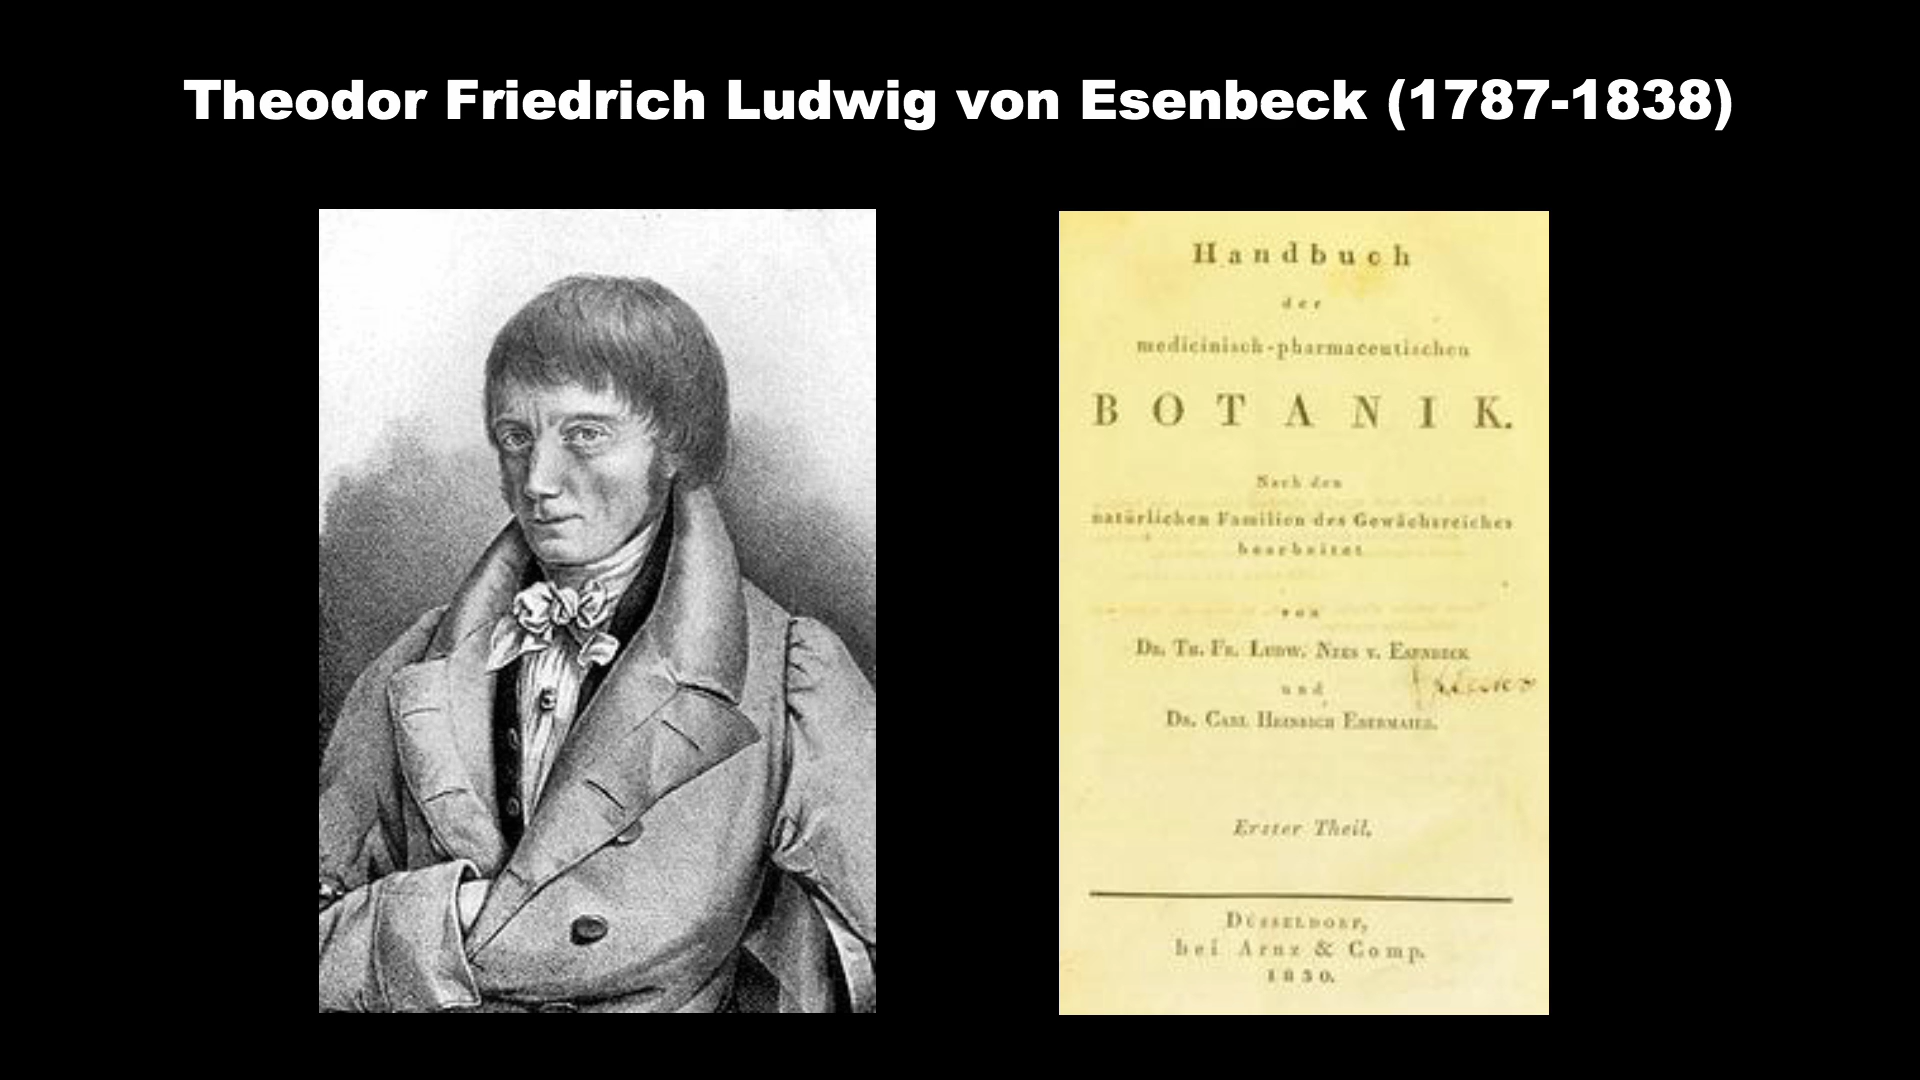 Theodor Friedrich Ludwig von Esenbeck (1787-1838)
Handbuch
der
medicinisch-pharmaceutischen
BOTANIK.
Nach den
natürlichen Familien des Gewächsreiches
bearbeitet
von
Dr. Th. Fr. Ludw. Nees v. Esenbeck
und
Dr. Carl Heinrich Ebermaier.
Erster Theil.
Düsseldorf,
bei Arnz & Comp.
1830.